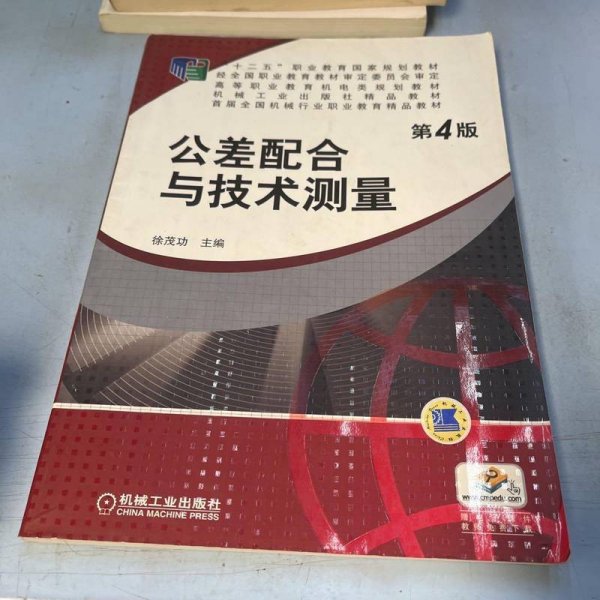 “十二五”职业教育国家规划教材
经全国职业教育教材审定委员会审定
高等职业教育机电类规划教材
机械工业出版社精品教材
首届全国机械行业职业教育精品教材
第4版
公差配合
与技术测量
徐茂功 主编
机械工业出版社
CHINA MACHINE PRESS
www.cmpedu.com